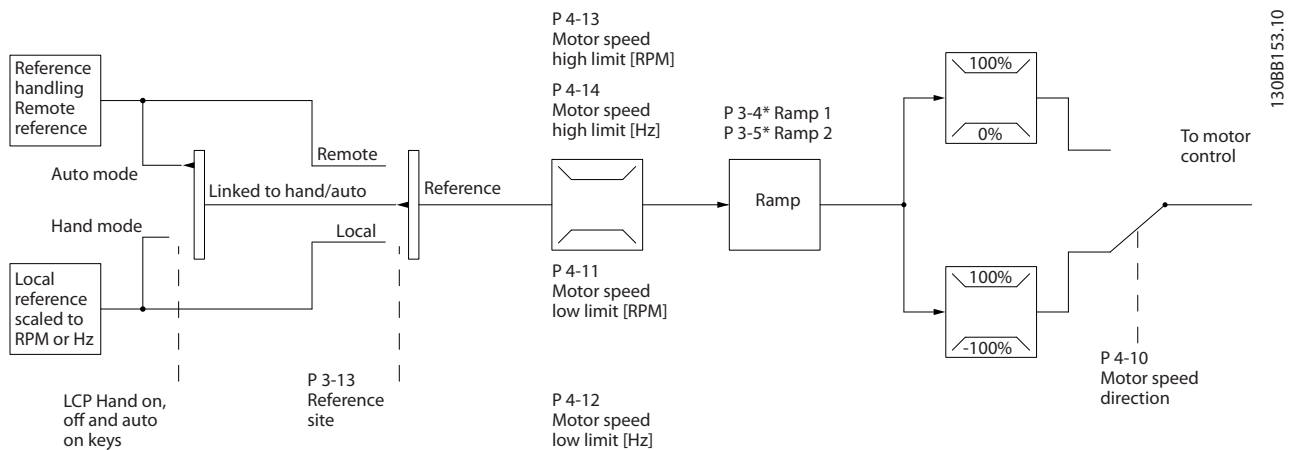 Reference
handling
Remote
reference
Auto mode
Hand mode
Local
reference
scaled to
RPM or Hz
LCP Hand on,
off and auto
on keys
Linked to hand/auto
Remote
Local
P 3-13
Reference
site
Reference
P 4-13
Motor speed
high limit [RPM]
P 4-14
Motor speed
high limit [Hz]
P 4-11
Motor speed
low limit [RPM]
P 4-12
Motor speed
low limit [Hz]
P 3-4* Ramp 1
P 3-5* Ramp 2
Ramp
100%
0%
100%
-100%
To motor
control
P 4-10
Motor speed
direction
130BB153.10